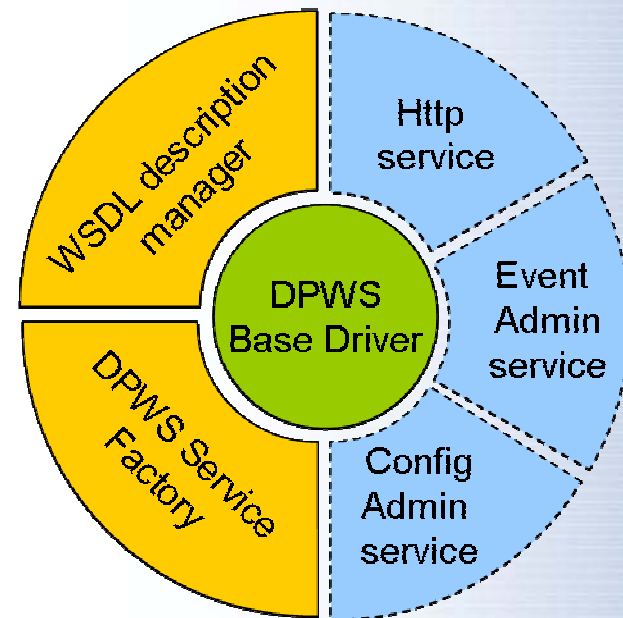 WSDL description
manager
Http
service
DPWS
Base Driver
Event
Admin
service
DPWS Service
Factory
Config
Admin
service